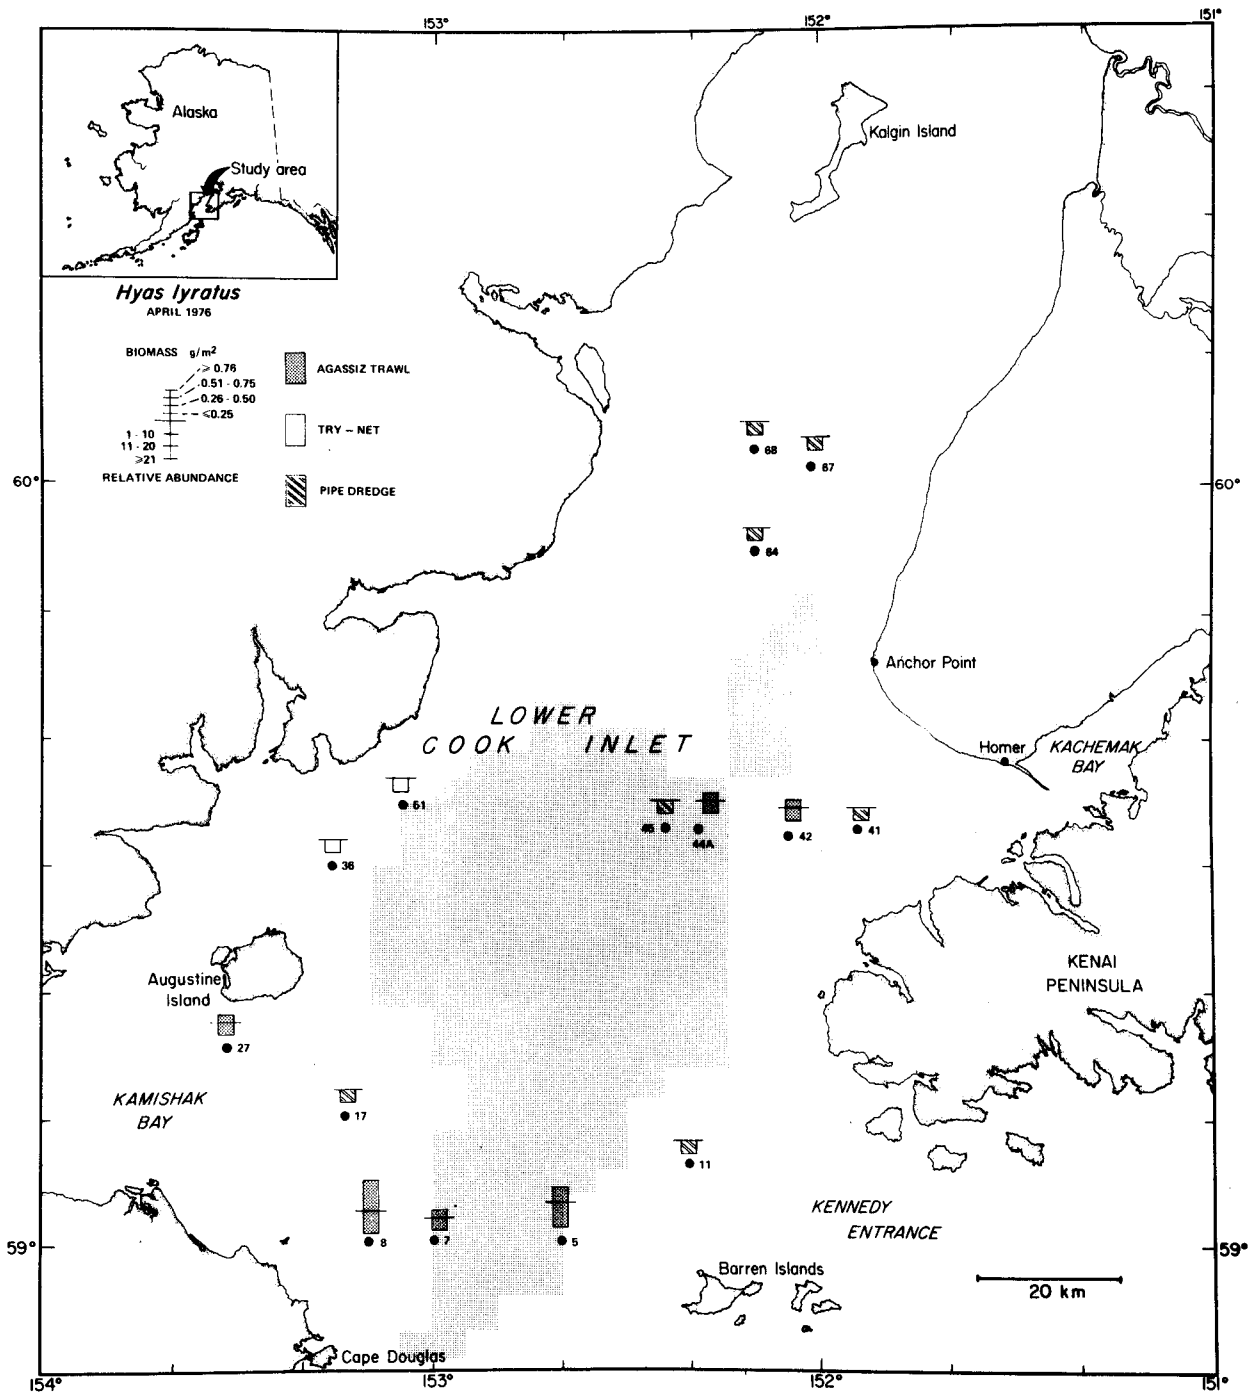 153°
152°
151°
Alaska
Study area
Kalgin Island
Hyas lyratus
APRIL 1976
BIOMASS g/m²
≥ 0.76
0.51 - 0.75
0.26 - 0.50
≤0.25
1 - 10
11 - 20
≥21
RELATIVE ABUNDANCE
AGASSIZ TRAWL
TRY - NET
PIPE DREDGE
68
67
60°
60°
64
Anchor Point
LOWER
COOK INLET
Homer
KACHEMAK
BAY
51
42
41
44A
36
Augustine
Island
KENAI
PENINSULA
27
KAMISHAK
BAY
17
11
KENNEDY
ENTRANCE
8
7
5
59°
59°
Barren Islands
20 km
Cape Douglas
154°
153°
152°
151°